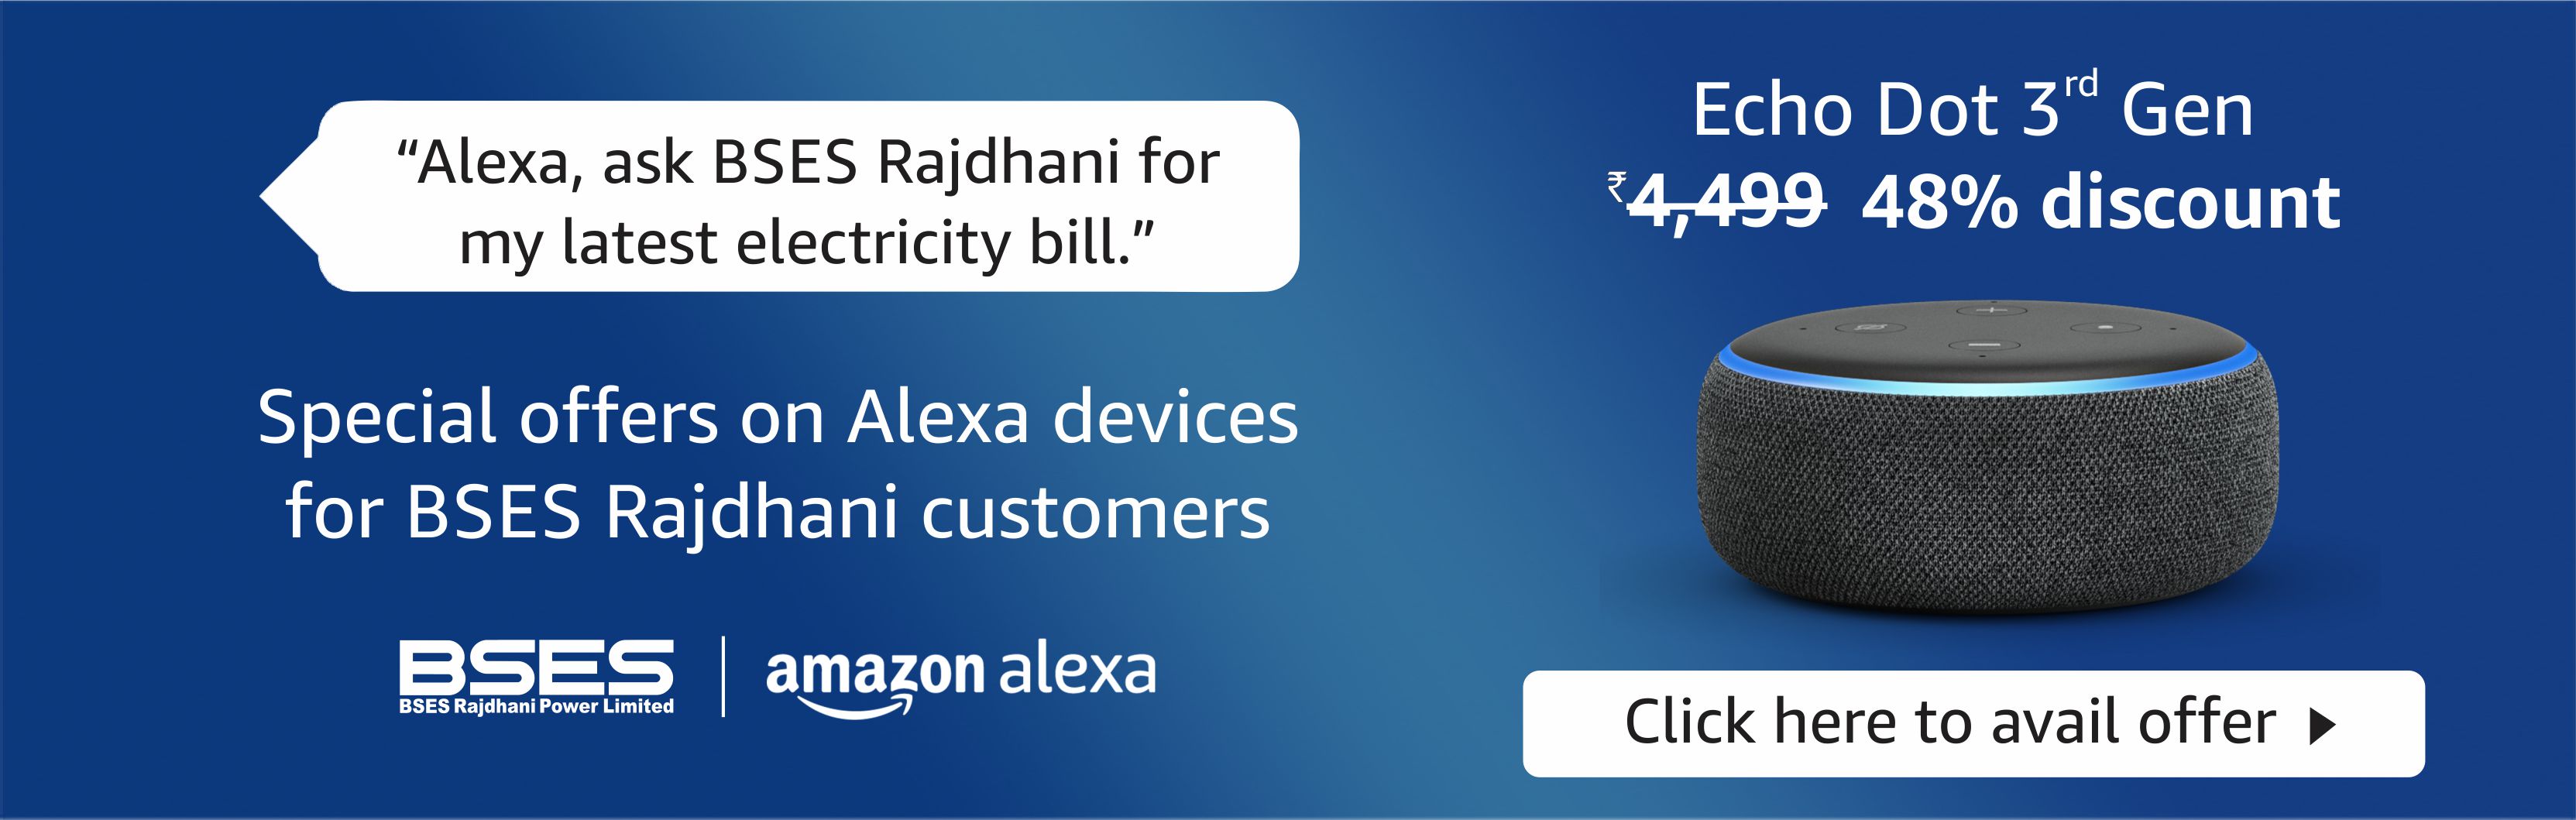 “Alexa, ask BSES Rajdhani for
my latest electricity bill.”
Special offers on Alexa devices
for BSES Rajdhani customers
BSES
BSES Rajdhani Power Limited
amazon alexa
Echo Dot 3rd Gen
₹4,499 48% discount
Click here to avail offer